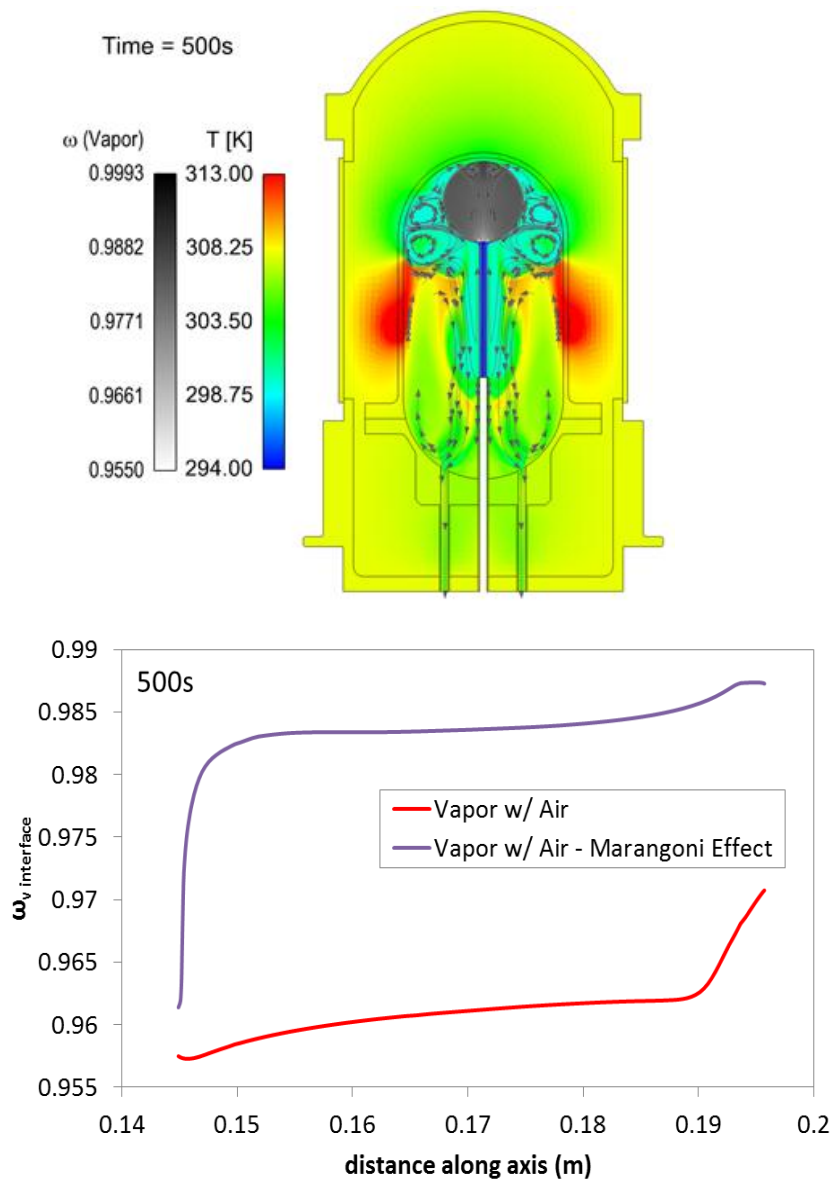 Time = 500s
ω (Vapor) T [K]
0.9993 313.00
0.9882 308.25
0.9771 303.50
0.9661 298.75
0.9550 294.00
0.99
0.985
0.98
0.975
0.97
0.965
0.96
0.955
ωv interface
500s
Vapor w/ Air
Vapor w/ Air - Marangoni Effect
0.14 0.15 0.16 0.17 0.18 0.19 0.2
distance along axis (m)